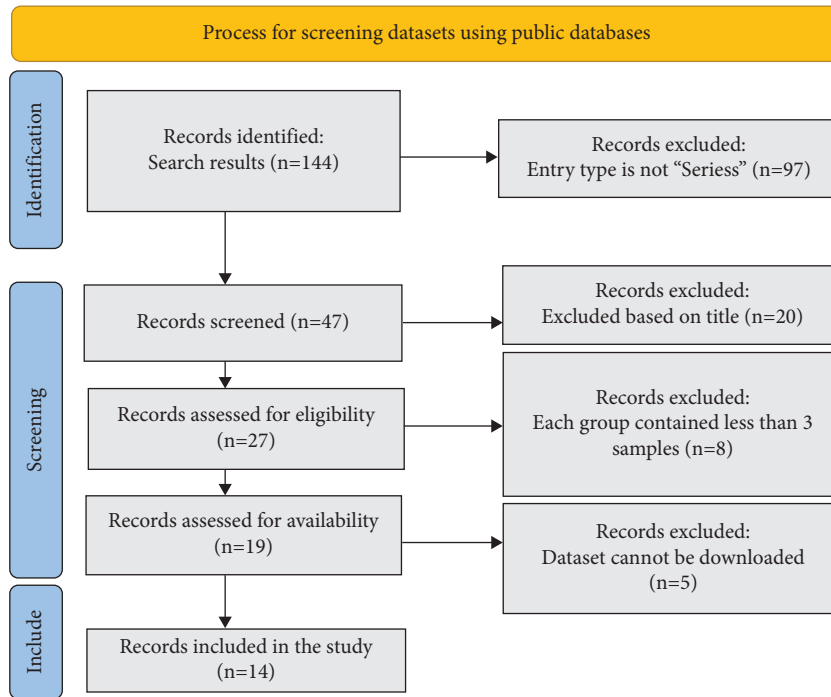 Process for screening datasets using public databases
Identification
Records identified:
Search results (n=144)
Records excluded:
Entry type is not “Seriess” (n=97)
Screening
Records screened (n=47)
Records excluded:
Excluded based on title (n=20)
Records assessed for eligibility
(n=27)
Records excluded:
Each group contained less than 3
samples (n=8)
Records assessed for availability
(n=19)
Records excluded:
Dataset cannot be downloaded
(n=5)
Include
Records included in the study
(n=14)